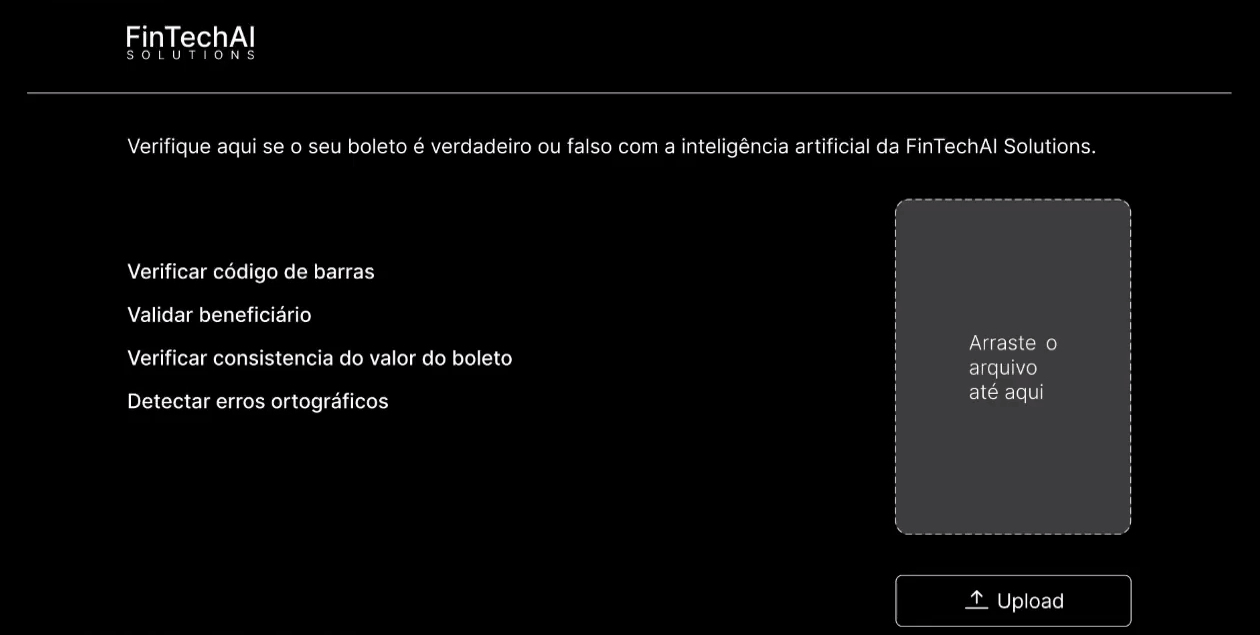 FinTechAI
SOLUTIONS
Verifique aqui se o seu boleto é verdadeiro ou falso com a inteligência artificial da FinTechAI Solutions.
Verificar código de barras
Validar beneficiário
Verificar consistencia do valor do boleto
Detectar erros ortográficos
Arraste o
arquivo
até aqui
Upload